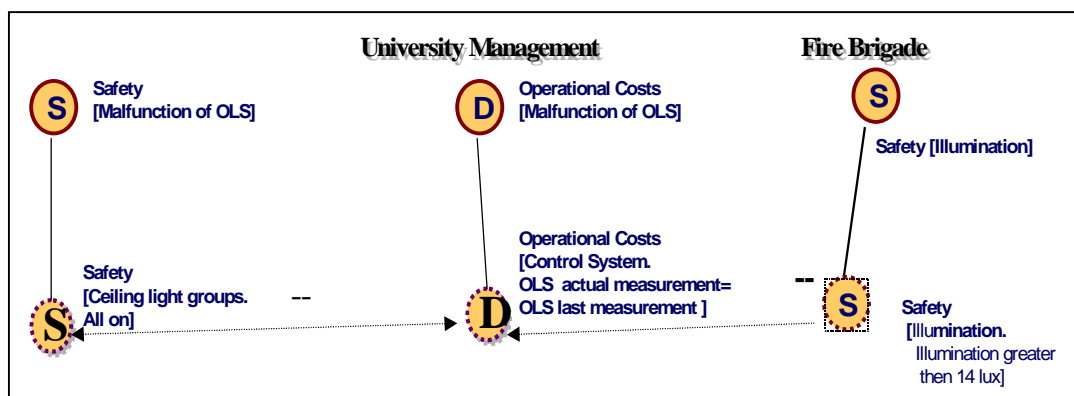 University Management
Fire Brigade
S
Safety
[Malfunction of OLS]
D
Operational Costs
[Malfunction of OLS]
S
Safety [Illumination]
S
Safety
[Ceiling light groups.
All on]
--
D
Operational Costs
[Control System.
OLS actual measurement=
OLS last measurement ]
--
S
Safety
[Illumination.
Illumination greater
then 14 lux]